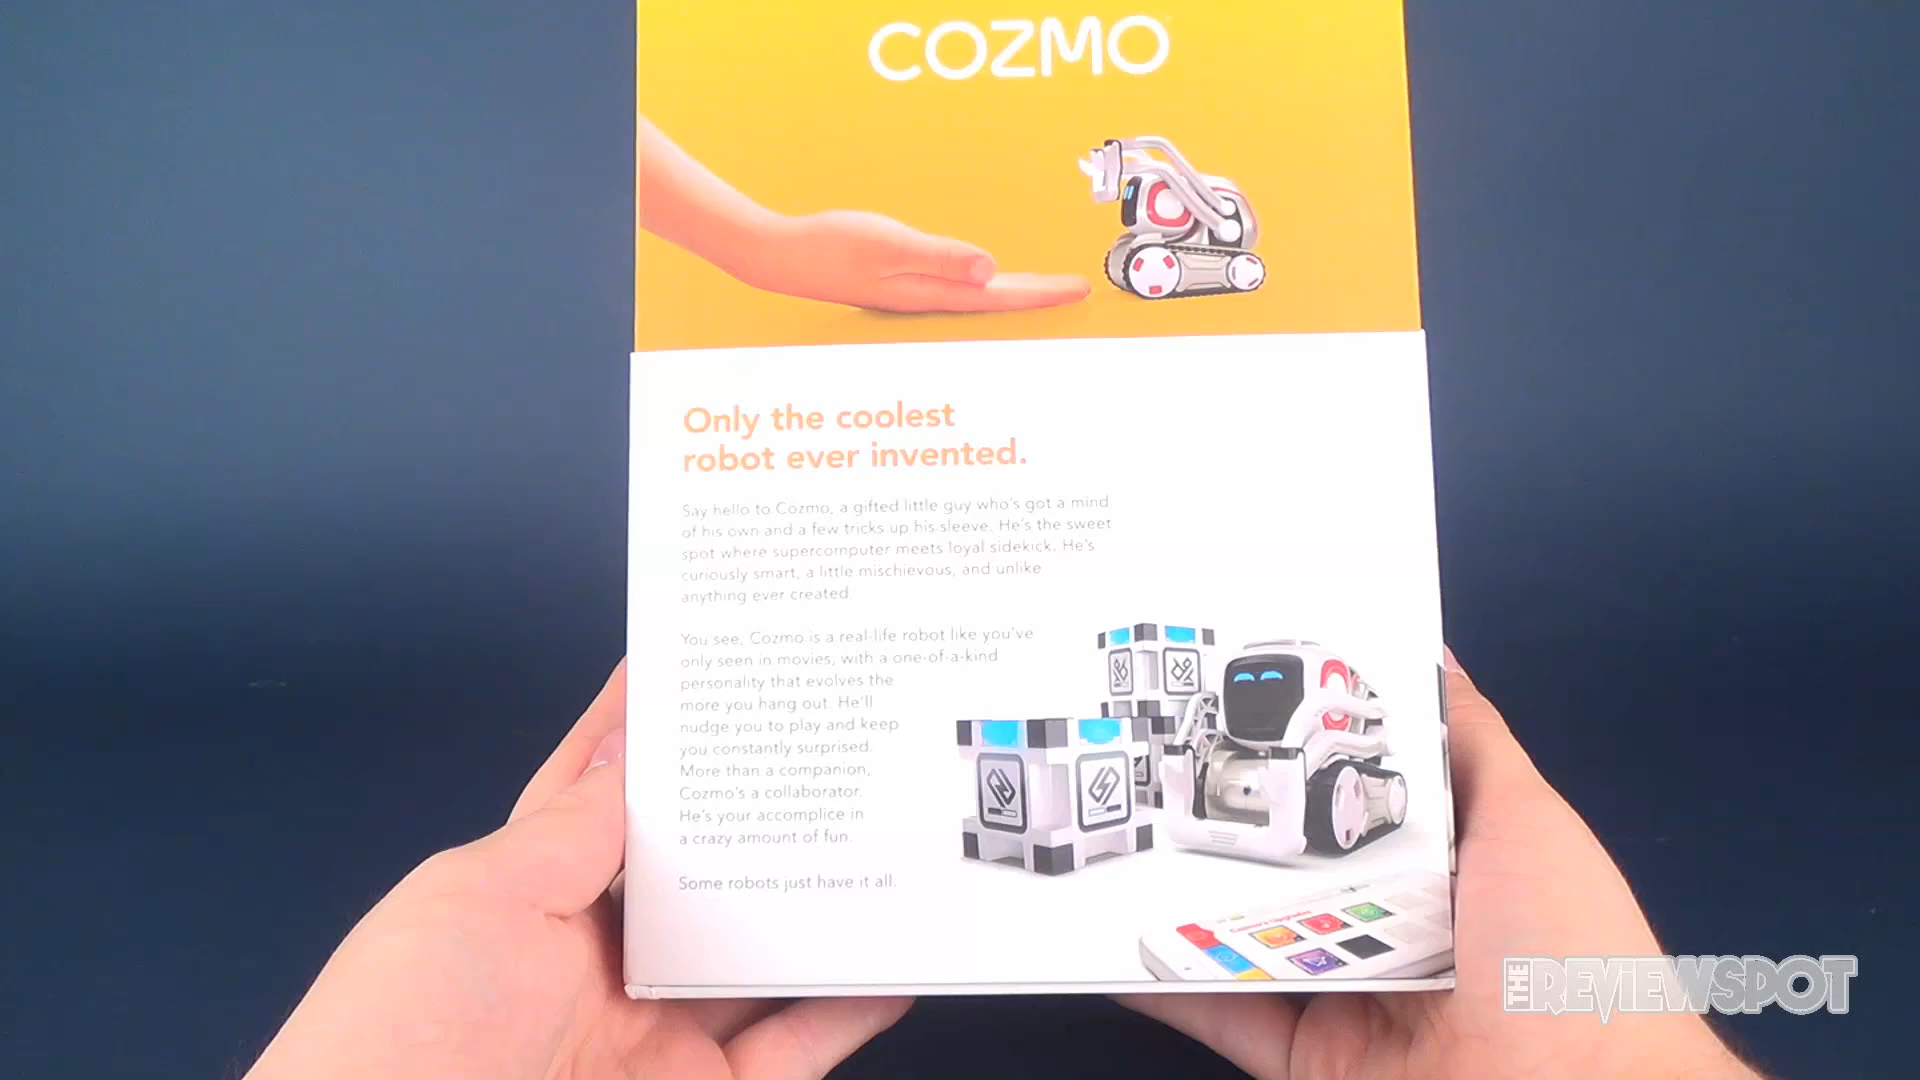 COZMO
Only the coolest
robot ever invented.
Say hello to Cozmo, a gifted little guy who's got a mind
of his own and a few tricks up his sleeve. He's the sweet
spot where supercomputer meets loyal sidekick. He's
curiously smart, a little mischievous, and unlike
anything ever created.
You see, Cozmo is a real-life robot like you've
only seen in movies, with a one-of-a-kind
personality that evolves the
more you hang out. He'll
nudge you to play and keep
you constantly surprised.
More than a companion,
Cozmo's a collaborator.
He's your accomplice in
a crazy amount of fun.
Some robots just have it all.
Cozmo's Upgrades
THE REVIEWSPOT